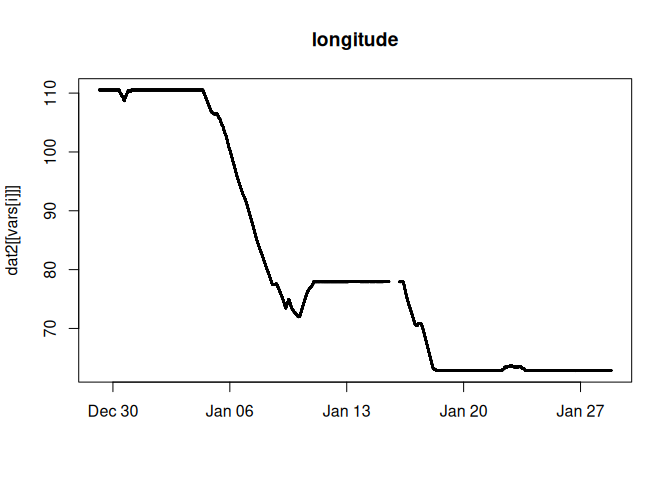 longitude
dat2[[vars[i]]]
110
100
90
80
70
Dec 30
Jan 06
Jan 13
Jan 20
Jan 27